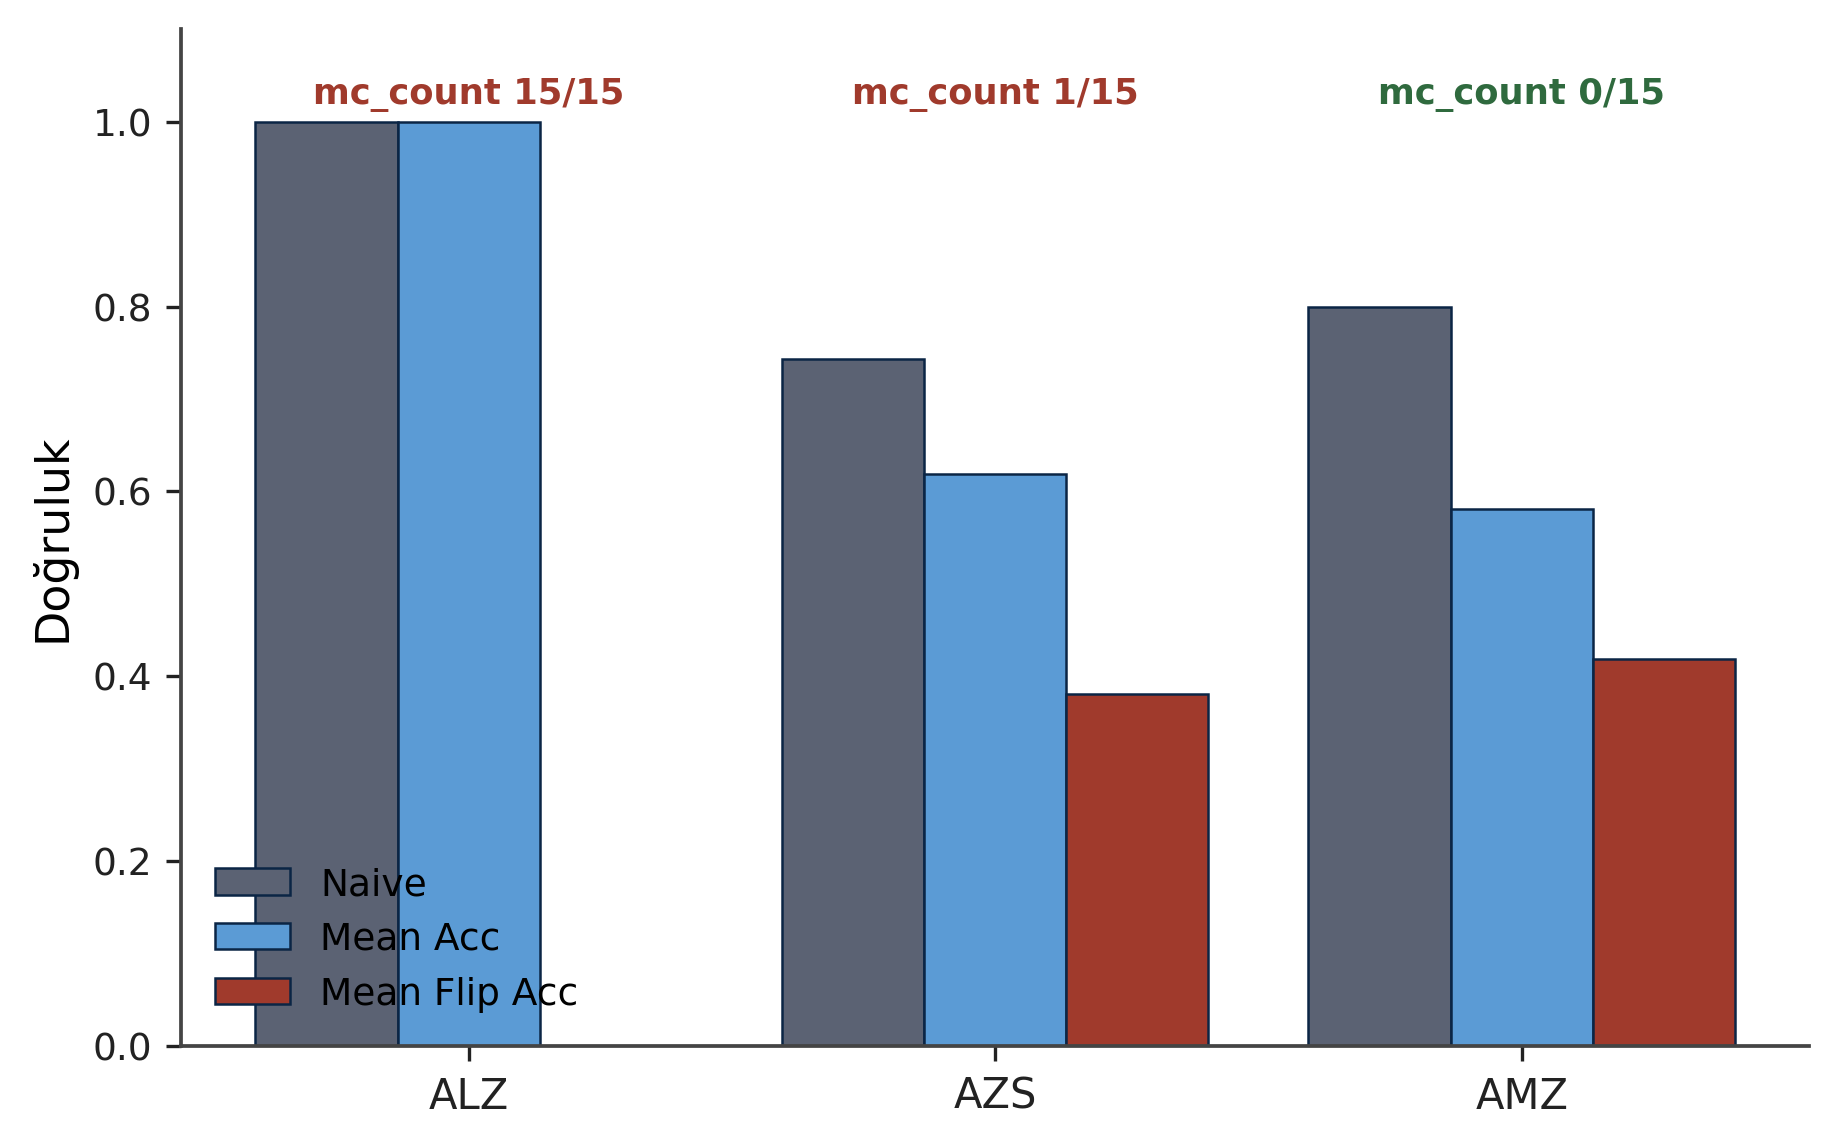 mc_count 15/15
mc_count 1/15
mc_count 0/15
1.0
0.8
0.6
0.4
0.2
0.0
Doğruluk
Naive
Mean Acc
Mean Flip Acc
ALZ
AZS
AMZ